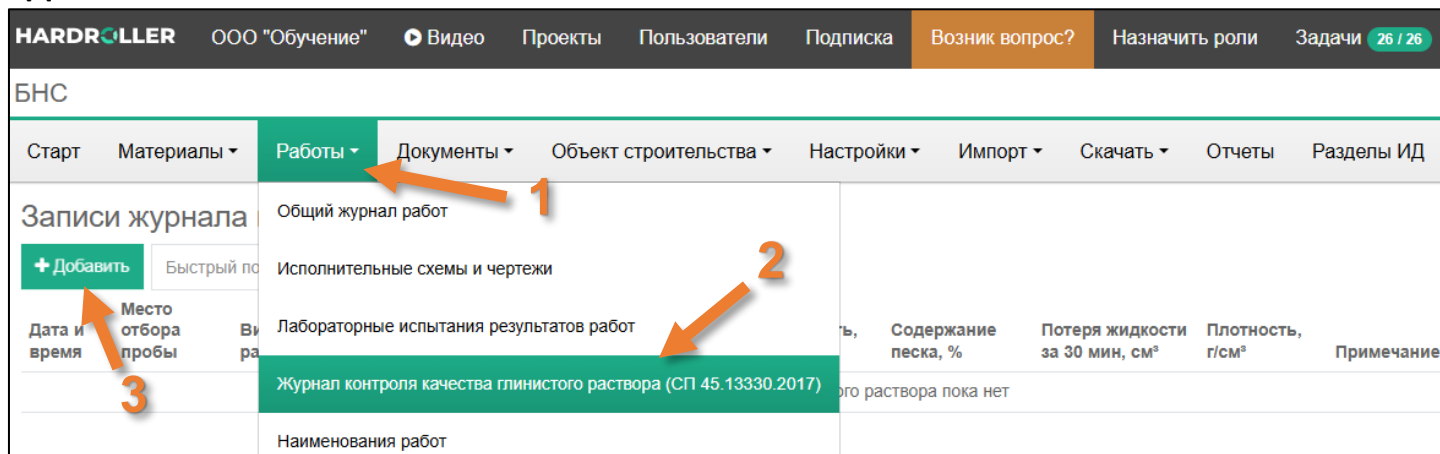 HARDROLLER ООО "Обучение" Видео Проекты Пользователи Подписка Возник вопрос? Назначить роли Задачи 26 / 26
БНС
Старт Материалы Работы Документы Объект строительства Настройки Импорт Скачать Отчеты Разделы ИД
1
Записи журнала
Общий журнал работ
+ Добавить Быстрый по
Исполнительные схемы и чертежи
2
Дата и время
Место отбора пробы
Ви
ра
Лабораторные испытания результатов работ
ь,
Содержание песка, %
Потеря жидкости за 30 мин, см³
Плотность, г/см³
Примечание
3
Журнал контроля качества глинистого раствора (СП 45.13330.2017)
ого раствора пока нет
Наименования работ